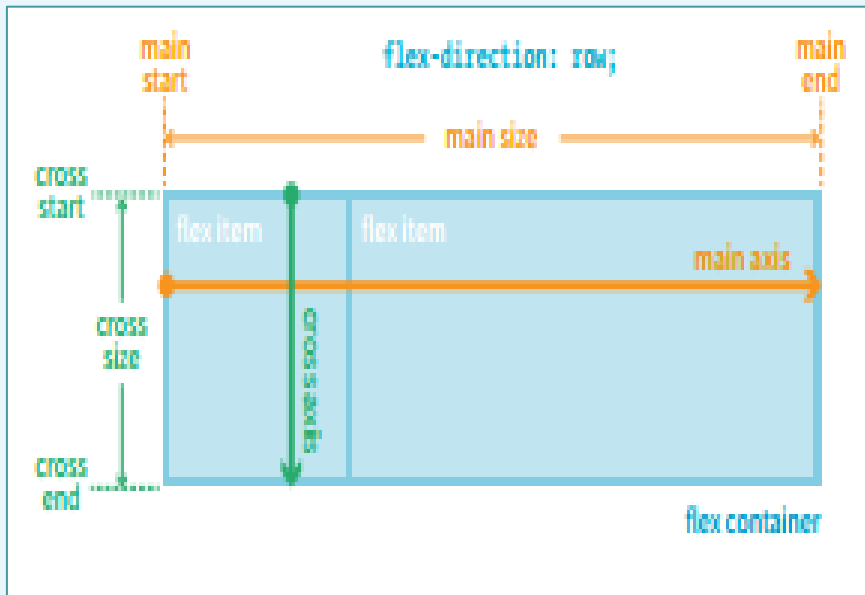 main
start
flex-direction: row;
main
end
main size
cross
start
flex item
flex item
main axis
cross
size
cross axis
cross
end
flex container